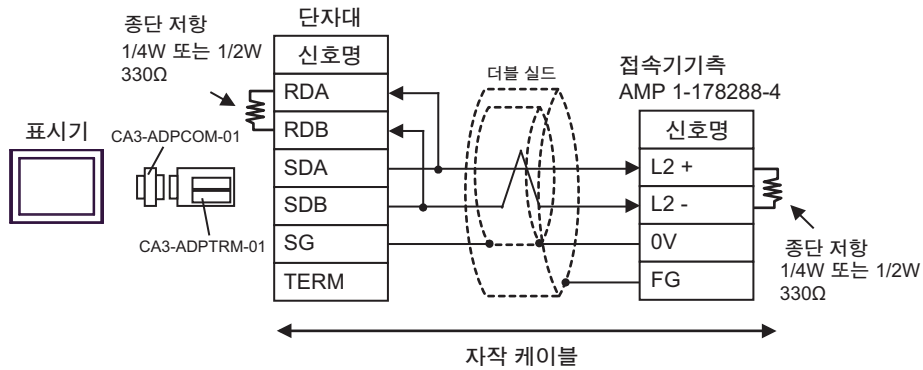 종단 저항
1/4W 또는 1/2W
330Ω
표시기
CA3-ADPCOM-01
CA3-ADPTRM-01
단자대
신호명
RDA
RDB
SDA
SDB
SG
TERM
더블 실드
접속기기측
AMP 1-178288-4
신호명
L2 +
L2 -
0V
FG
종단 저항
1/4W 또는 1/2W
330Ω
자작 케이블